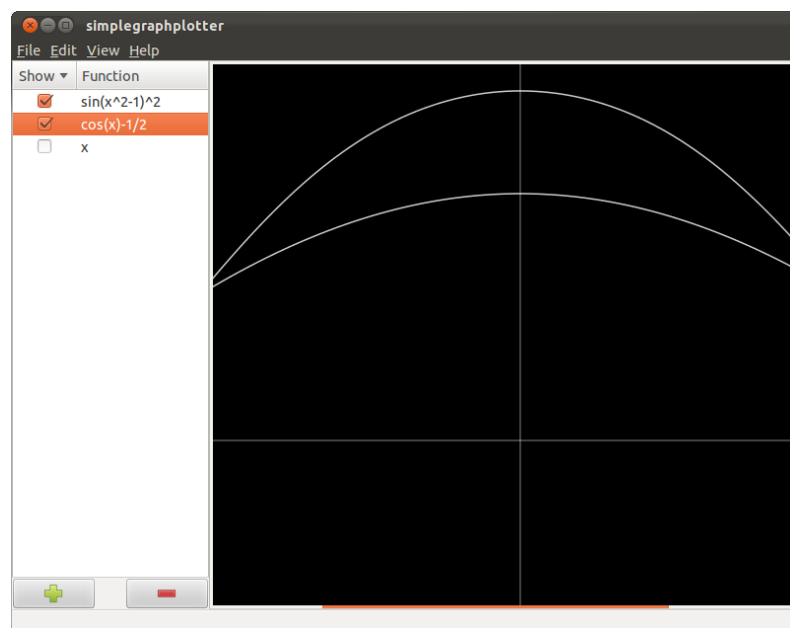 simplegraphplotter
File Edit View Help
Show Function
sin(x^2-1)^2
cos(x)-1/2
x